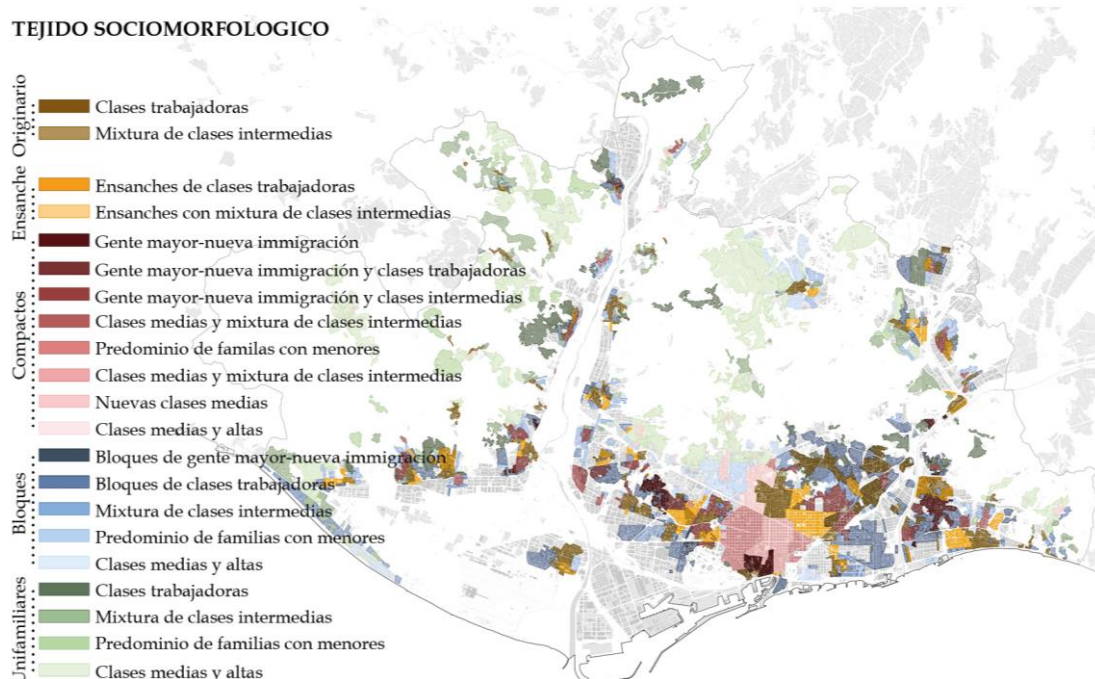 TEJIDO SOCIOMORFOLOGICO
Originario
Clases trabajadoras
Mixtura de clases intermedias
Ensanche
Ensanches de clases trabajadoras
Ensanches con mixtura de clases intermedias
Compactos
Gente mayor-nueva immigración
Gente mayor-nueva immigración y clases trabajadoras
Gente mayor-nueva immigración y clases intermedias
Clases medias y mixtura de clases intermedias
Predominio de familas con menores
Clases medias y mixtura de clases intermedias
Nuevas clases medias
Clases medias y altas
Bloques
Bloques de gente mayor-nueva immigración
Bloques de clases trabajadoras
Mixtura de clases intermedias
Predominio de familias con menores
Clases medias y altas
Unifamiliares
Clases trabajadoras
Mixtura de clases intermedias
Predominio de familias con menores
Clases medias y altas